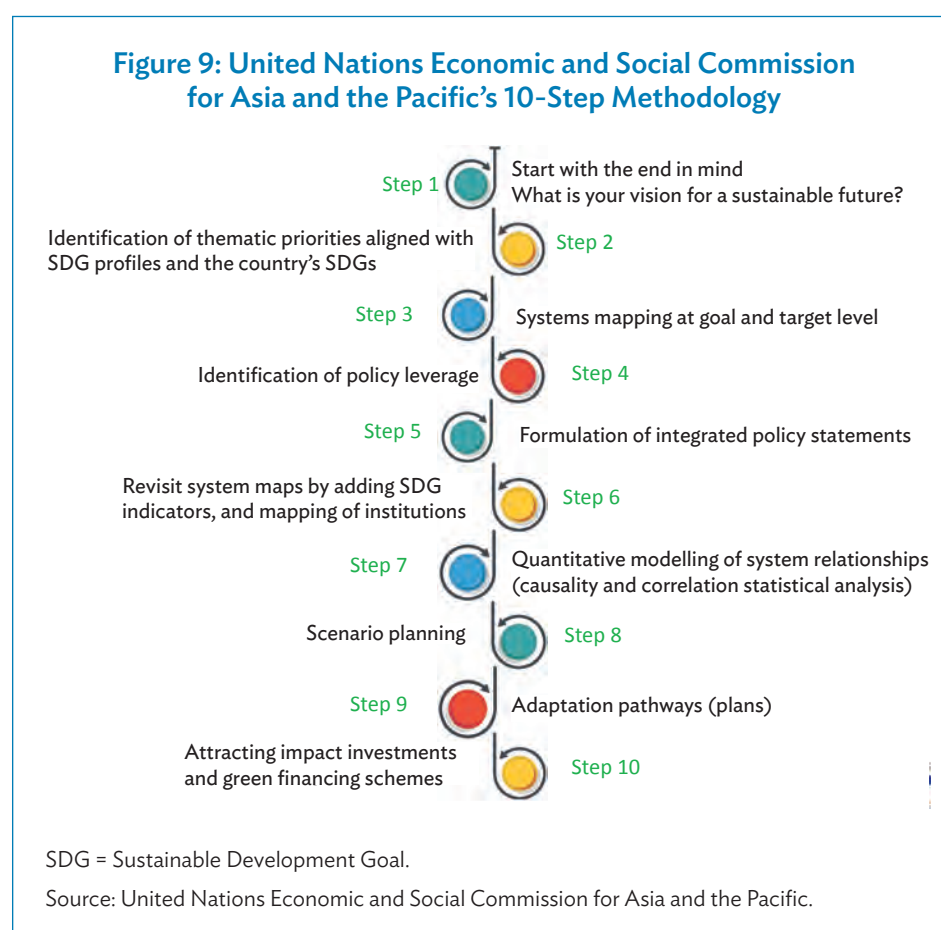 Figure 9: United Nations Economic and Social Commission
for Asia and the Pacific's 10-Step Methodology
Step 1
Start with the end in mind
What is your vision for a sustainable future?
Identification of thematic priorities aligned with
SDG profiles and the country's SDGs
Step 2
Step 3
Systems mapping at goal and target level
Identification of policy leverage
Step 4
Step 5
Formulation of integrated policy statements
Revisit system maps by adding SDG
indicators, and mapping of institutions
Step 6
Step 7
Quantitative modelling of system relationships
(causality and correlation statistical analysis)
Scenario planning
Step 8
Step 9
Adaptation pathways (plans)
Attracting impact investments
and green financing schemes
Step 10
SDG = Sustainable Development Goal.
Source: United Nations Economic and Social Commission for Asia and the Pacific.